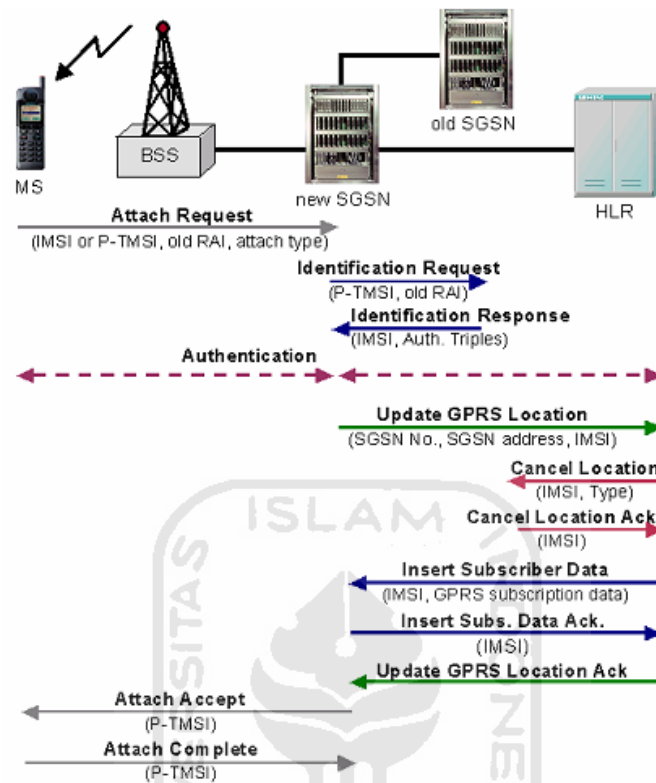 old SGSN
BSS
MS
new SGSN
HLR
Attach Request
(IMSI or P-TMSI, old RAI, attach type)
Identification Request
(P-TMSI, old RAI)
Identification Response
(IMSI, Auth. Triples)
Authentication
Update GPRS Location
(SGSN No., SGSN address, IMSI)
Cancel Location
(IMSI, Type)
Cancel Location Ack
(IMSI)
Insert Subscriber Data
(IMSI, GPRS subscription data)
Insert Subs. Data Ack.
(IMSI)
Update GPRS Location Ack
Attach Accept
(P-TMSI)
Attach Complete
(P-TMSI)
ISLAM